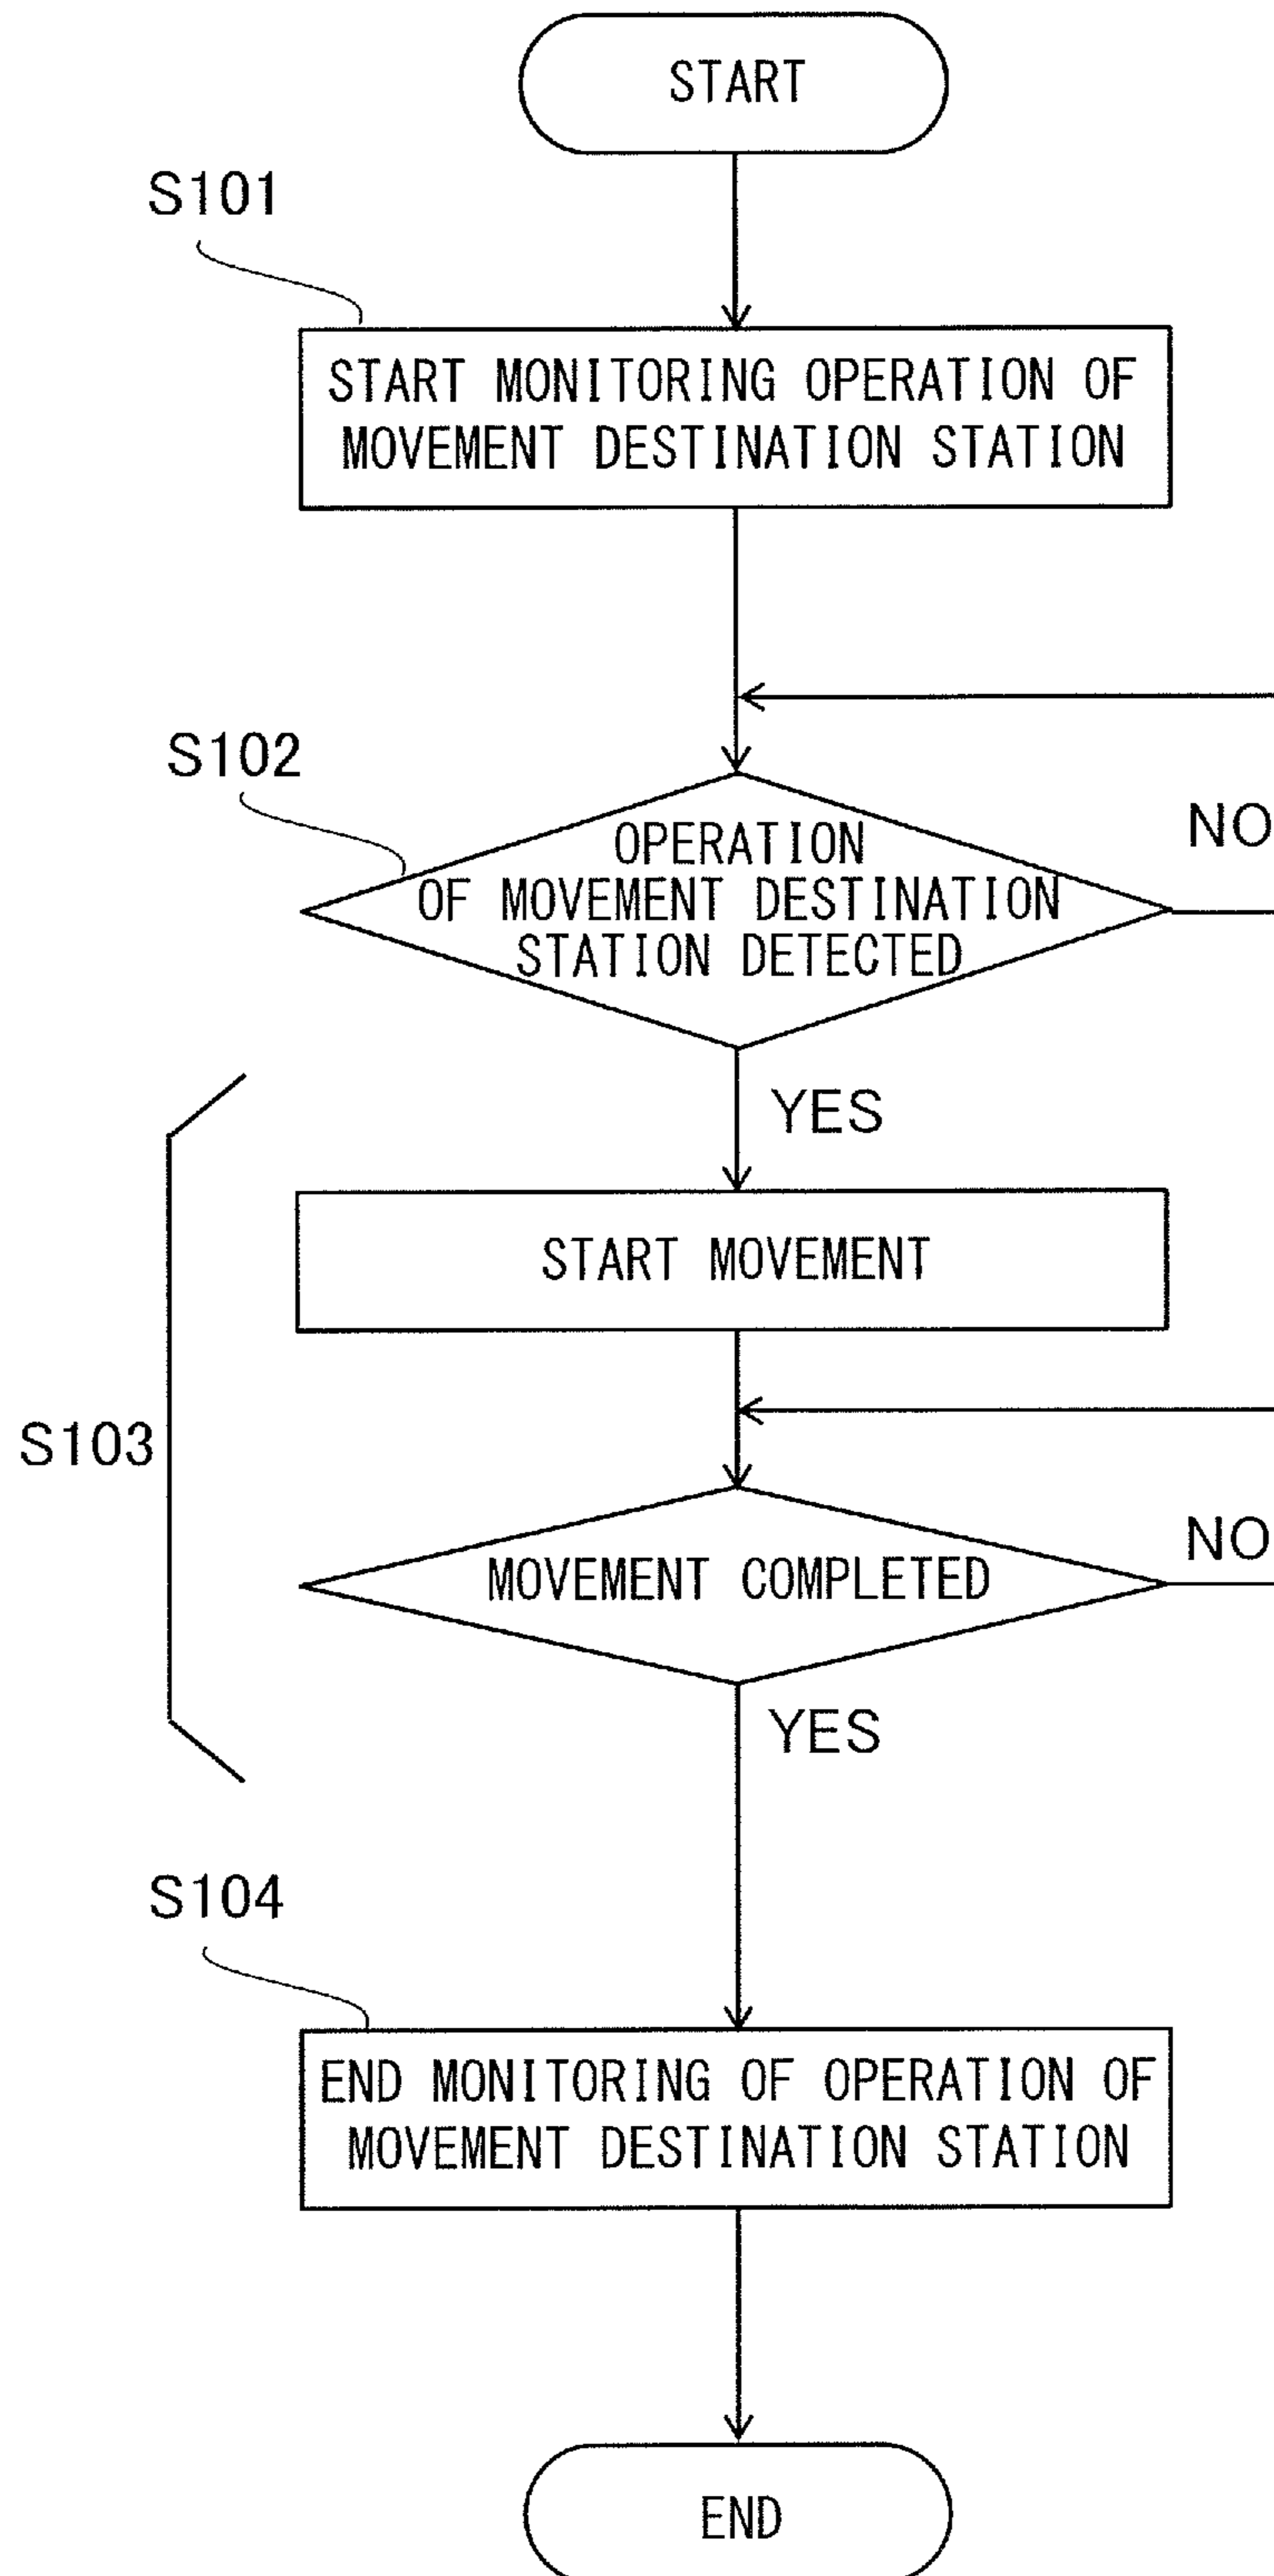 START
S101
START MONITORING OPERATION OF
MOVEMENT DESTINATION STATION
S102
OPERATION
OF MOVEMENT DESTINATION
STATION DETECTED
NO
YES
START MOVEMENT
S103
MOVEMENT COMPLETED
NO
YES
S104
END MONITORING OF OPERATION OF
MOVEMENT DESTINATION STATION
END